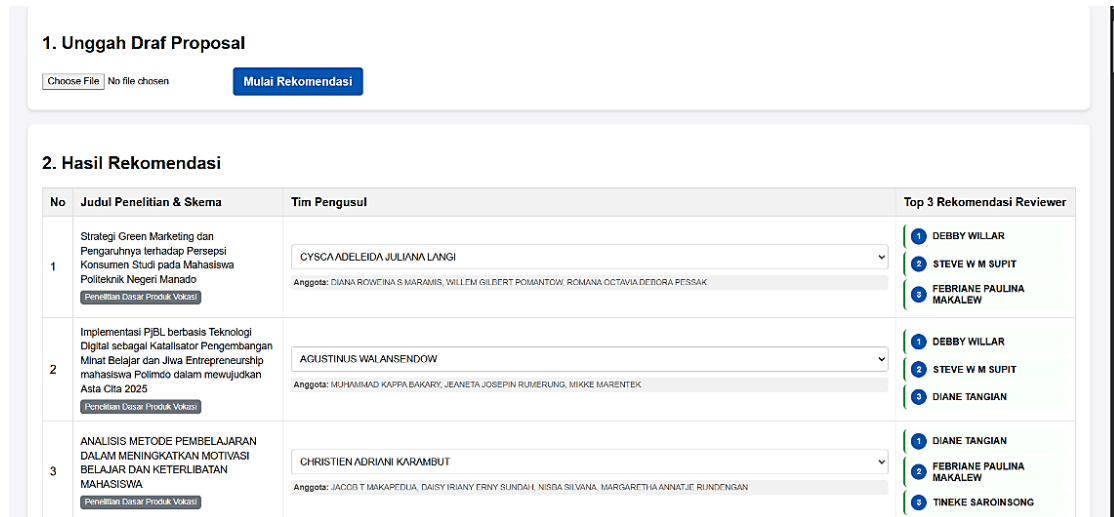 1. Unggah Draf Proposal
Choose File No file chosen
Mulai Rekomendasi
2. Hasil Rekomendasi
No Judul Penelitian & Skema Tim Pengusul Top 3 Rekomendasi Reviewer
1
Strategi Green Marketing dan
Pengaruhnya terhadap Persepsi
Konsumen Studi pada Mahasiswa
Politeknik Negeri Manado
Penelitian Dasar Produk Vokasi
CYSCA ADELEIDA JULIANA LANGI
Anggota: DIANA ROWEINA S MARAMIS, WILLEM GILBERT POMANTOW, ROMANA OCTAVIA DEBORA PESSAK
1 DEBBY WILLAR
2 STEVE W M SUPIT
3 FEBRIANE PAULINA
MAKALEW
2
Implementasi PjBL berbasis Teknologi
Digital sebagai Katalisator Pengembangan
Minat Belajar dan Jiwa Entrepreneurship
mahasiswa Polimdo dalam mewujudkan
Asta Cita 2025
Penelitian Dasar Produk Vokasi
AGUSTINUS WALANSENDOW
Anggota: MUHAMMAD KAPPA BAKARY, JEANETA JOSEPIN RUMERUNG, MIKKE MARENTEK
1 DEBBY WILLAR
2 STEVE W M SUPIT
3 DIANE TANGIAN
3
ANALISIS METODE PEMBELAJARAN
DALAM MENINGKATKAN MOTIVASI
BELAJAR DAN KETERLIBATAN
MAHASISWA
Penelitian Dasar Produk Vokasi
CHRISTIEN ADRIANI KARAMBUT
Anggota: JACOB T MAKAPEDUA, DAISY IRIANY ERNY SUNDAH, NISBA SILVANA, MARGARETHA ANNATJE RUNDENGAN
1 DIANE TANGIAN
2 FEBRIANE PAULINA
MAKALEW
3 TINEKE SAROINSONG